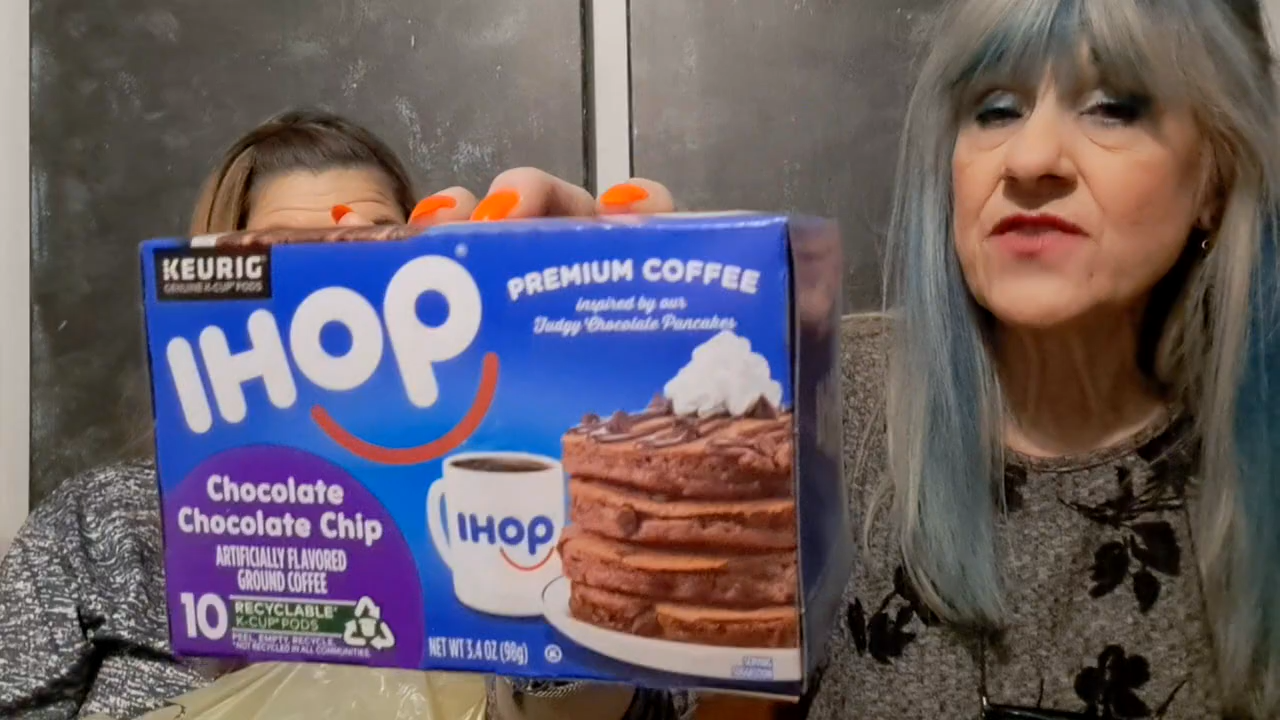 KEURIG
GENUINE K-CUP PODS
IHOP
PREMIUM COFFEE
inspired by our
Fudgy Chocolate Pancakes
Chocolate
Chocolate Chip
ARTIFICIALLY FLAVORED
GROUND COFFEE
10
RECYCLABLE*
K-CUP® PODS
PEEL. EMPTY. RECYCLE.
*NOT RECYCLED IN ALL COMMUNITIES.
IHOP
NET WT 3.4 OZ (98g)